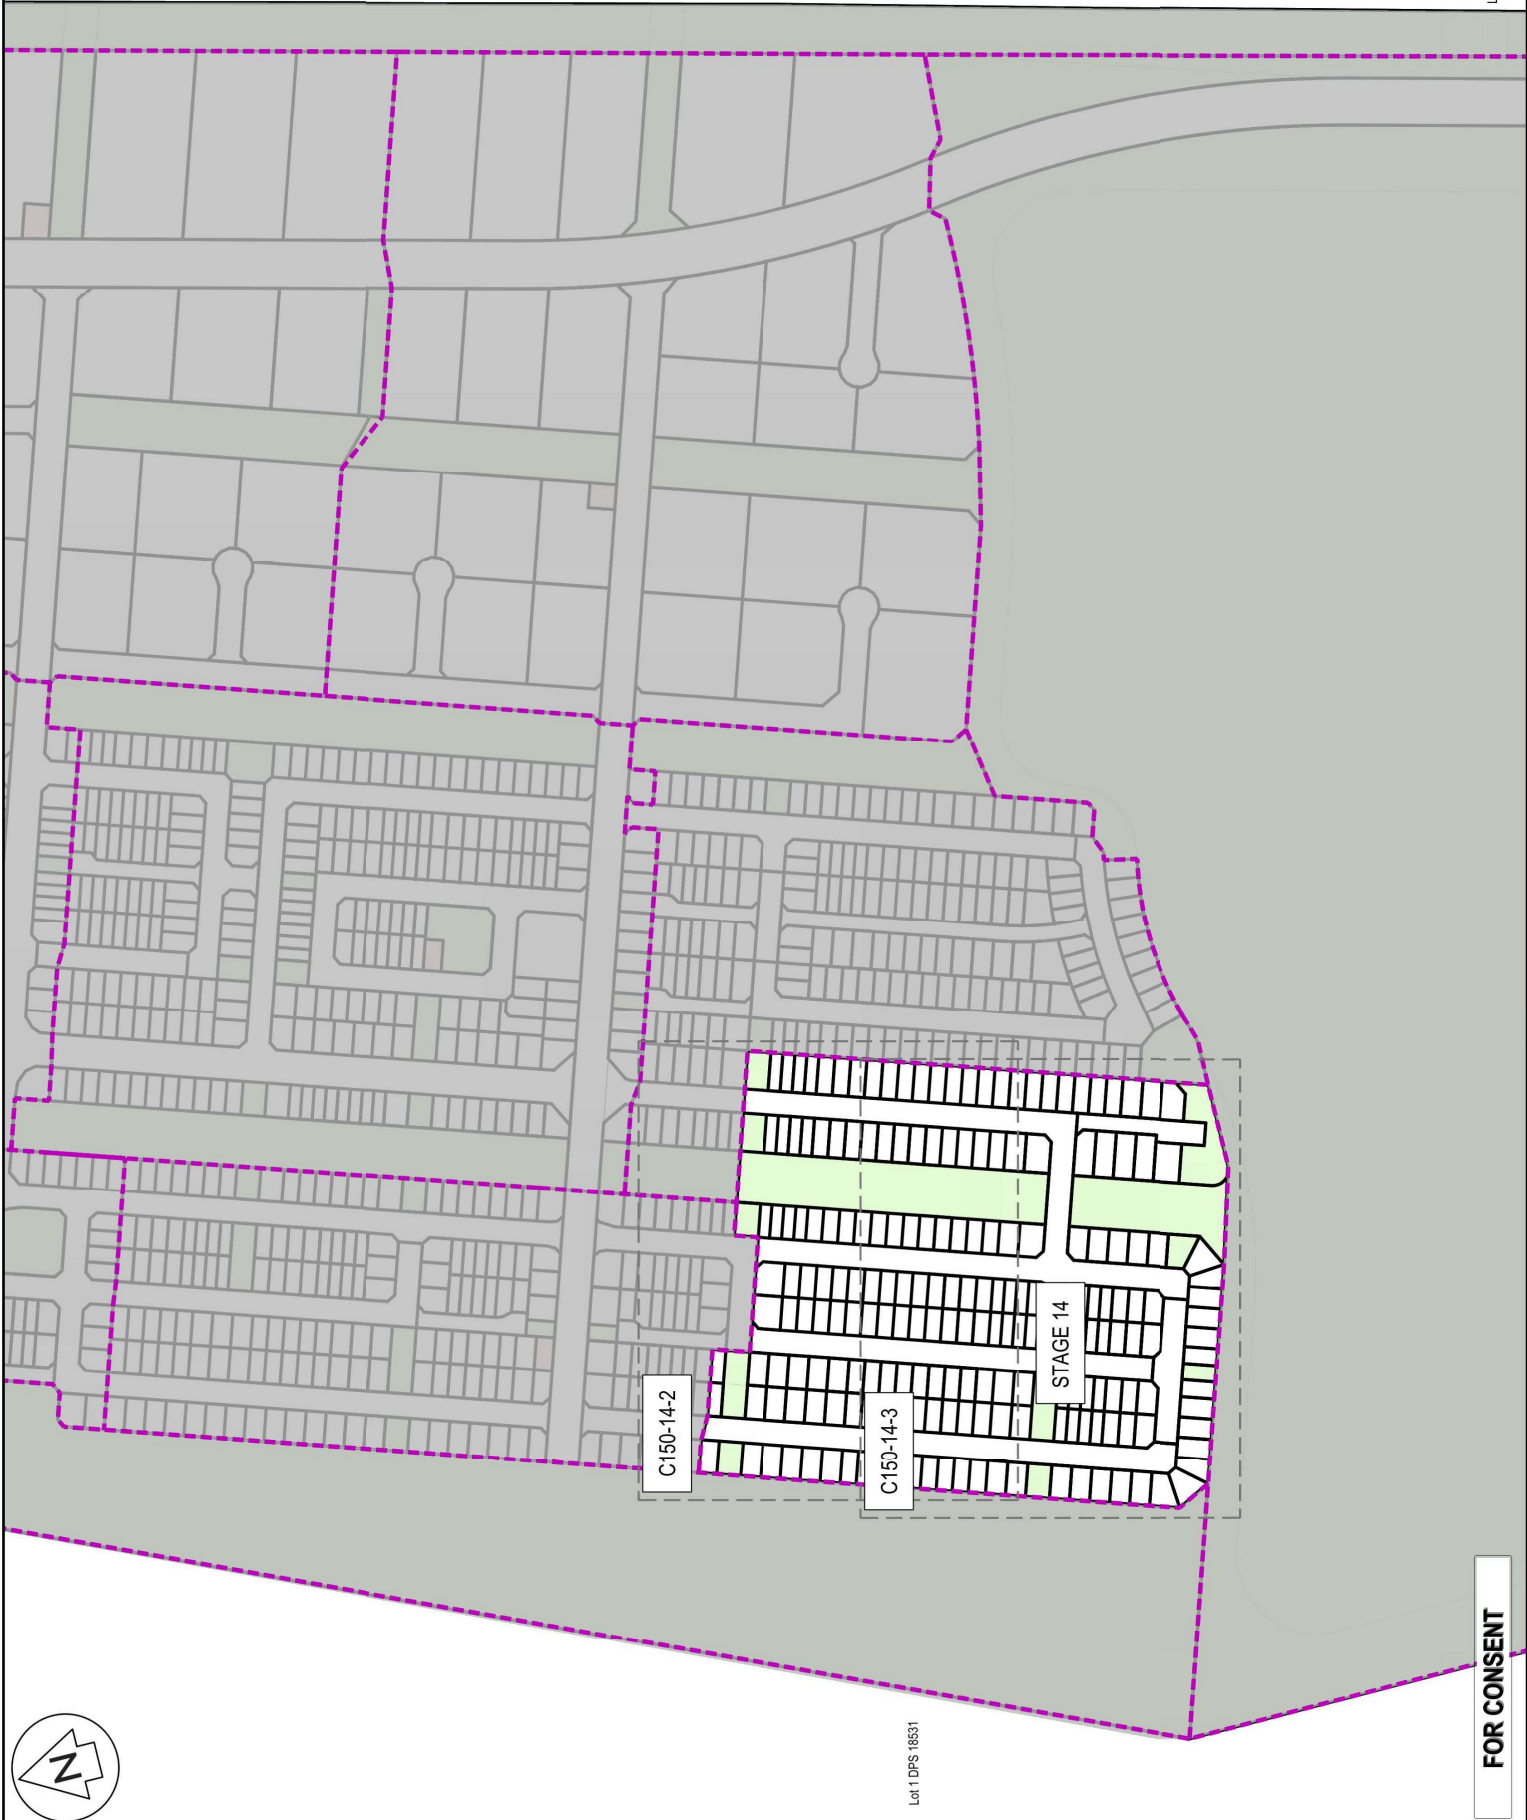 C150-14-2
C150-14-3
STAGE 14
Lot 1 DPS 18531
FOR CONSENT
N